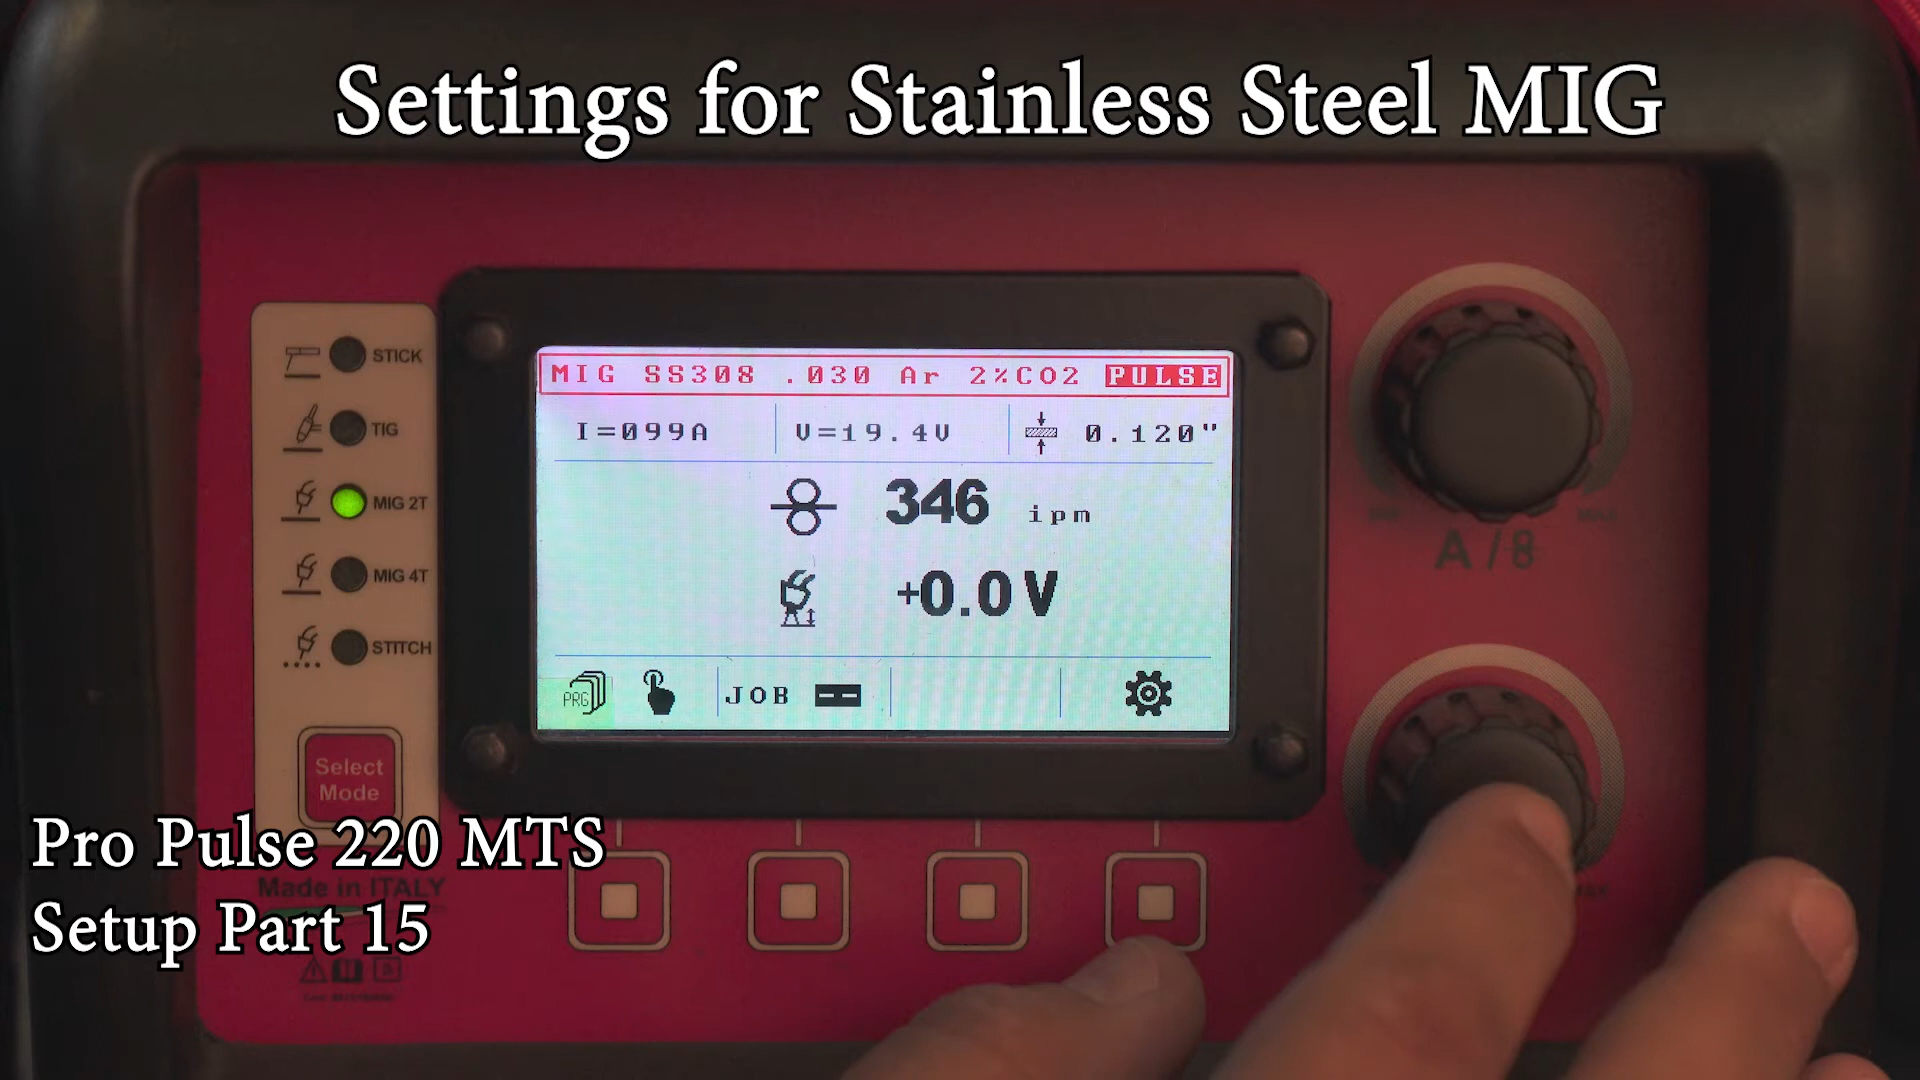 Settings for Stainless Steel MIG
MIG SS308 .030 Ar 2%CO2 PULSE
I=099A V=19.4V 0.120"
346 ipm
+0.0V
PRG JOB --
STICK
TIG
MIG 2T
MIG 4T
STITCH
Select
Mode
A/8
MAX
Pro Pulse 220 MTS
Made in ITALY
Setup Part 15